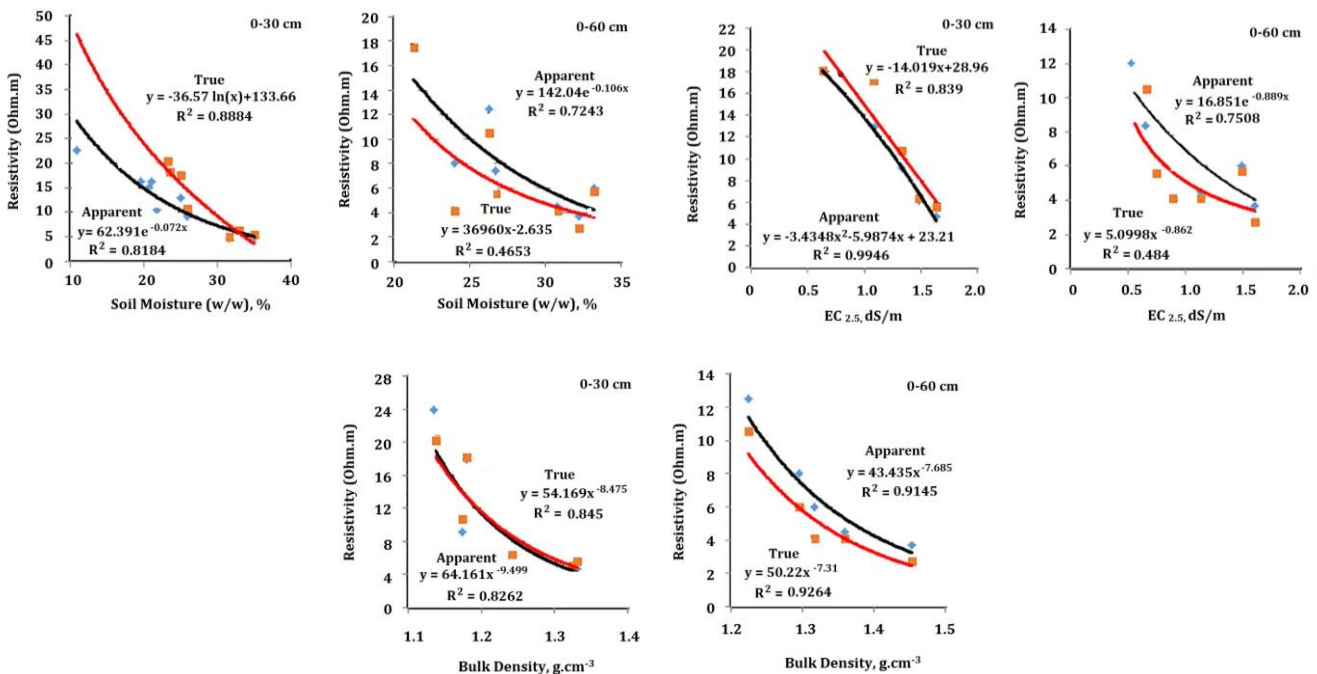 0-30 cm
50
45
40
35
30
25
20
15
10
5
0
Resistivity (Ohm.m)
True
y = -36.57 ln(x)+133.66
R² = 0.8884
Apparent
y = 62.391e^-0.072x
R² = 0.8184
10 20 30 40
Soil Moisture (w/w), %
0-60 cm
20
18
16
14
12
10
8
6
4
2
0
Resistivity (Ohm.m)
Apparent
y = 142.04e^-0.106x
R² = 0.7243
True
y = 36960x-2.635
R² = 0.4653
20 25 30 35
Soil Moisture (w/w), %
0-30 cm
22
20
18
16
14
12
10
8
6
4
2
0
Resistivity (Ohm.m)
True
y = -14.019x+28.96
R² = 0.839
Apparent
y = -3.4348x²-5.9874x + 23.21
R² = 0.9946
0 0.5 1.0 1.5 2.0
EC 2.5, dS/m
0-60 cm
14
12
10
8
6
4
2
0
Resistivity (Ohm.m)
Apparent
y = 16.851e^-0.889x
R² = 0.7508
True
y = 5.0998x^-0.862
R² = 0.484
0 0.5 1.0 1.5 2.0
EC 2.5, dS/m
0-30 cm
28
24
20
16
12
8
4
0
Resistivity (Ohm.m)
True
y = 54.169x^-8.475
R² = 0.845
Apparent
y = 64.161x^-9.499
R² = 0.8262
1.1 1.2 1.3 1.4
Bulk Density, g.cm⁻³
0-60 cm
14
12
10
8
6
4
2
0
Resistivity (Ohm.m)
Apparent
y = 43.435x^-7.685
R² = 0.9145
True
y = 50.22x^-7.31
R² = 0.9264
1.2 1.3 1.4 1.5
Bulk Density, g.cm⁻³